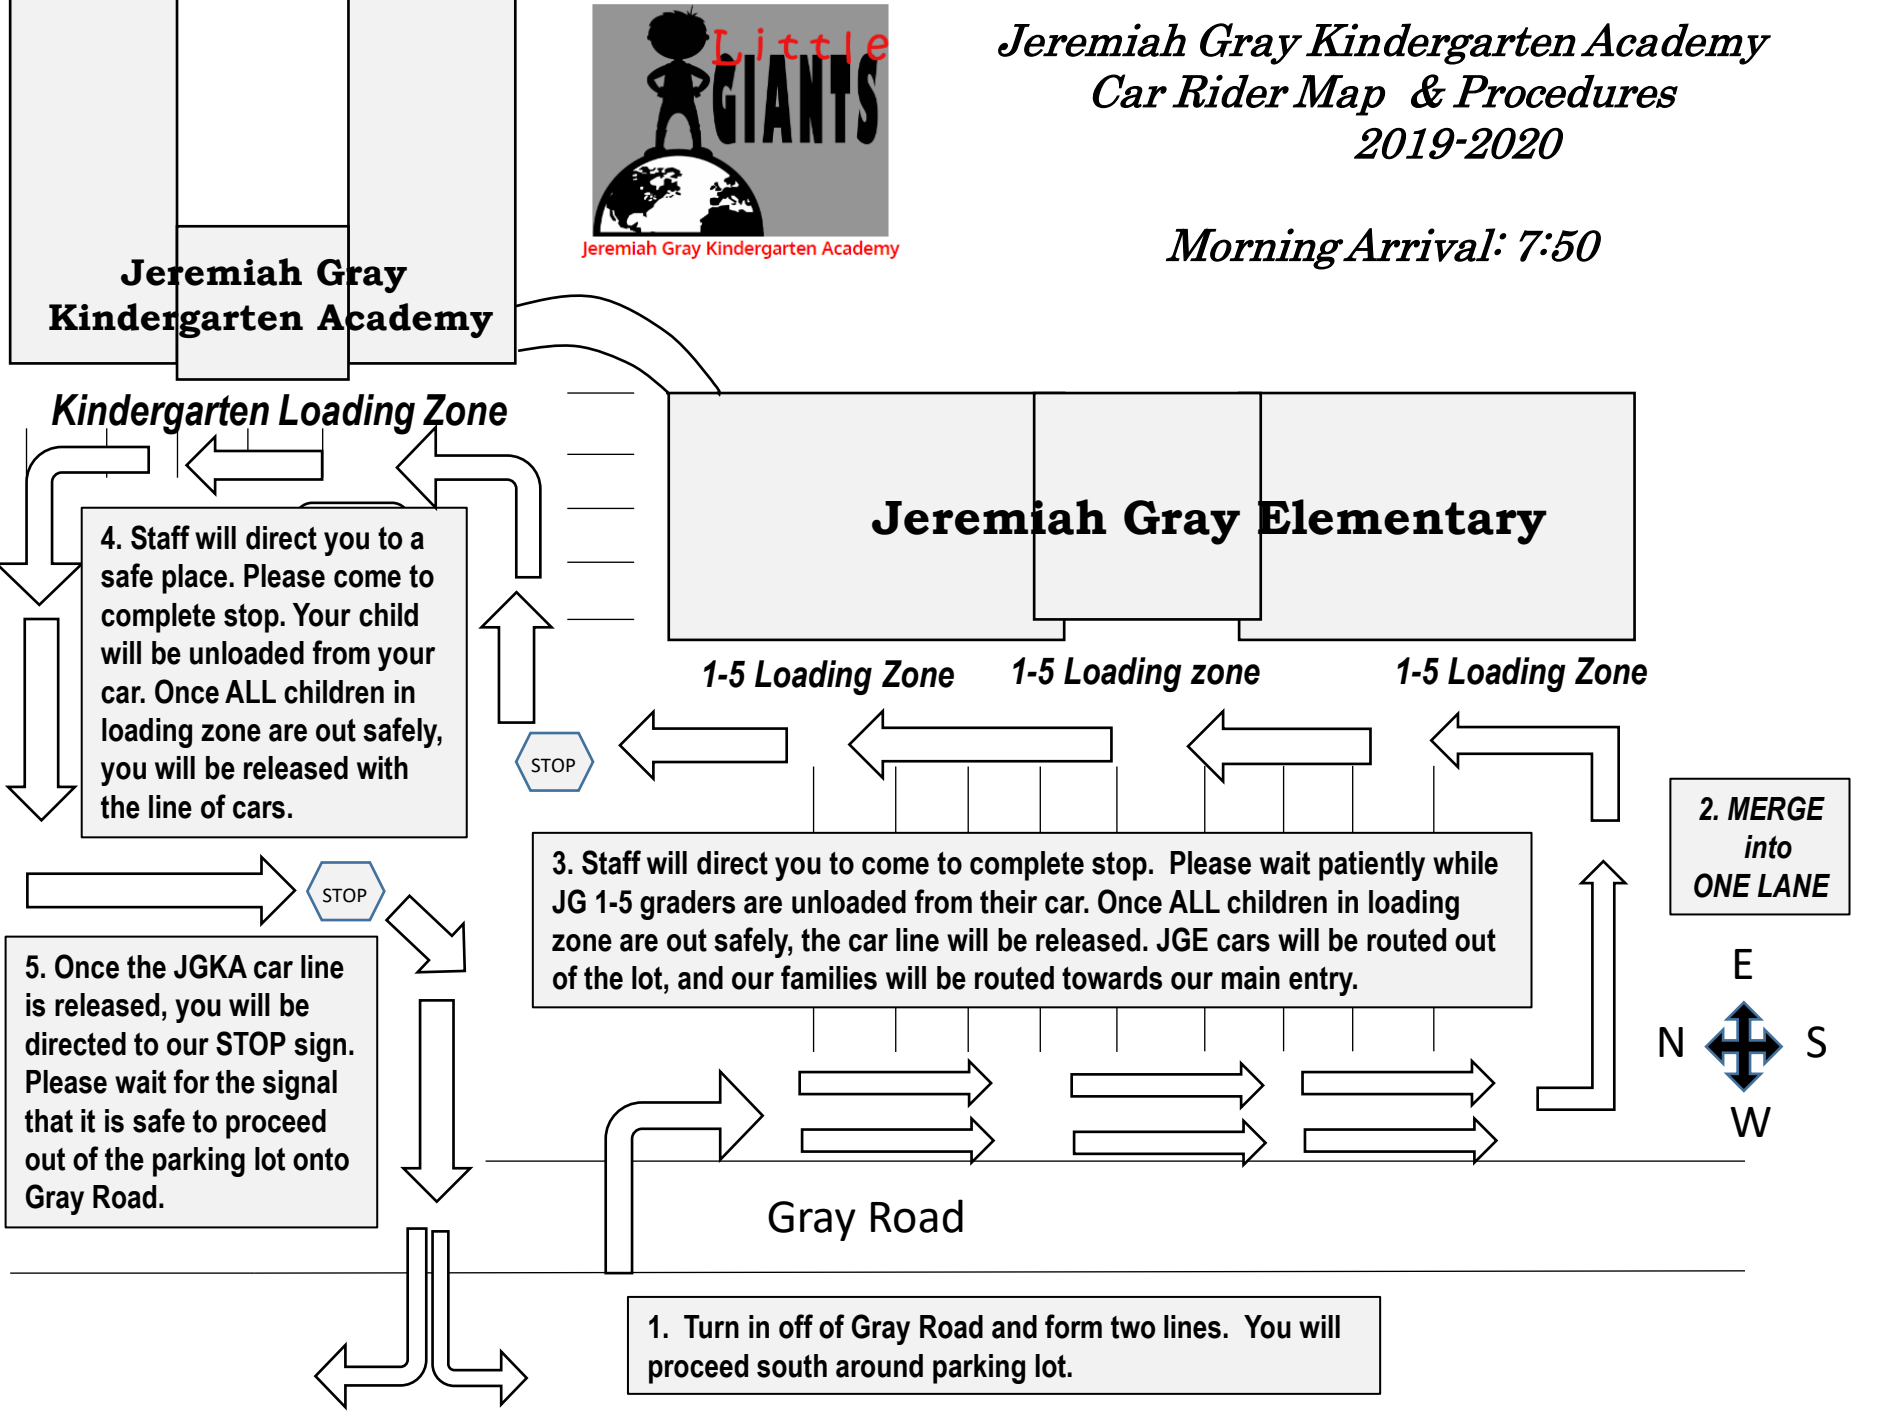 Jeremiah Gray Kindergarten Academy
Car Rider Map & Procedures
2019-2020
Morning Arrival: 7:50
Little
GIANTS
Jeremiah Gray Kindergarten Academy
Jeremiah Gray
Kindergarten Academy
Kindergarten Loading Zone
Jeremiah Gray Elementary
1-5 Loading Zone
1-5 Loading zone
1-5 Loading Zone
4. Staff will direct you to a
safe place. Please come to
complete stop. Your child
will be unloaded from your
car. Once ALL children in
loading zone are out safely,
you will be released with
the line of cars.
STOP
2. MERGE
into
ONE LANE
3. Staff will direct you to come to complete stop. Please wait patiently while
JG 1-5 graders are unloaded from their car. Once ALL children in loading
zone are out safely, the car line will be released. JGE cars will be routed out
of the lot, and our families will be routed towards our main entry.
STOP
5. Once the JGKA car line
is released, you will be
directed to our STOP sign.
Please wait for the signal
that it is safe to proceed
out of the parking lot onto
Gray Road.
E
N
S
W
Gray Road
1. Turn in off of Gray Road and form two lines. You will
proceed south around parking lot.